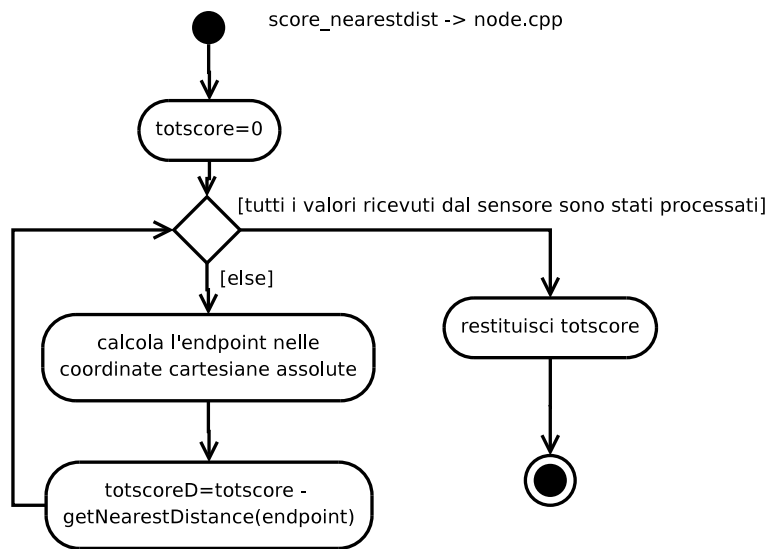 score_nearestdist -> node.cpp
totscore=0
[tutti i valori ricevuti dal sensore sono stati processati]
[else]
calcola l'endpoint nelle
coordinate cartesiane assolute
restituisci totscore
totscoreD=totscore -
getNearestDistance(endpoint)